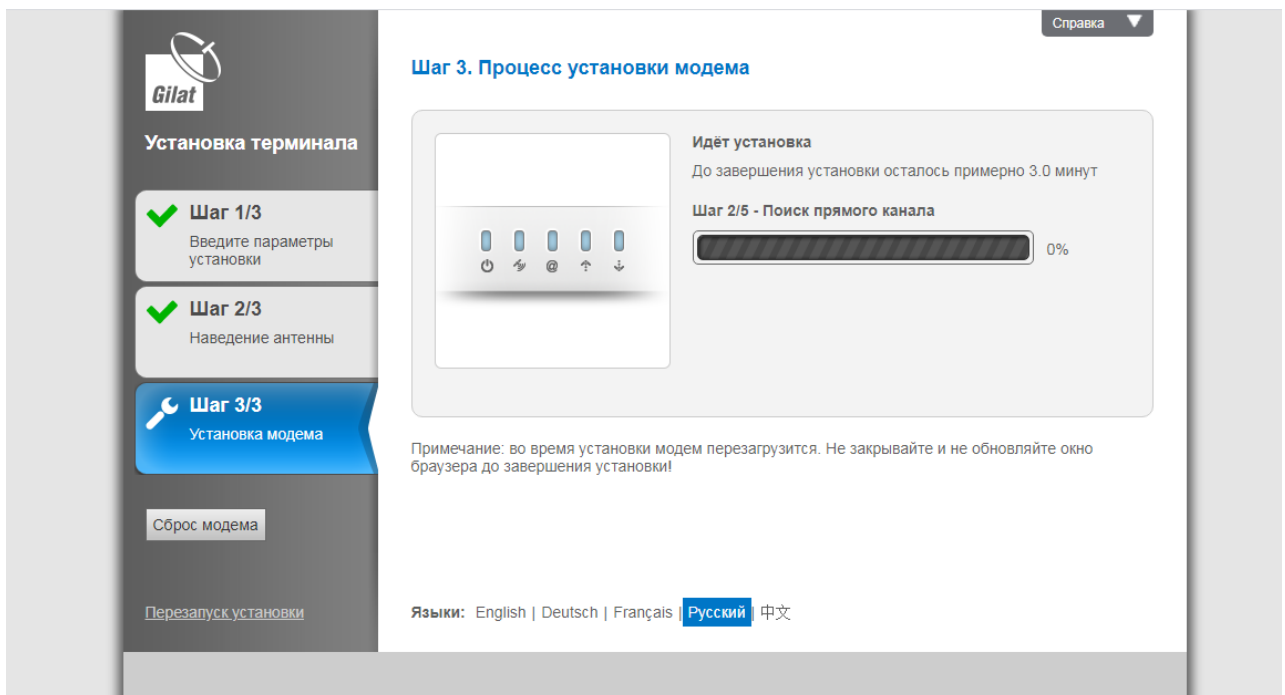 Справка
Gilat
Установка терминала
Шаг 1/3
Введите параметры
установки
Шаг 2/3
Наведение антенны
Шаг 3/3
Установка модема
Сброс модема
Перезапуск установки
Шаг 3. Процесс установки модема
Идёт установка
До завершения установки осталось примерно 3.0 минут
Шаг 2/5 - Поиск прямого канала
0%
@
Примечание: во время установки модем перезагрузится. Не закрывайте и не обновляйте окно
браузера до завершения установки!
Языки: English | Deutsch | Français | Русский | 中文